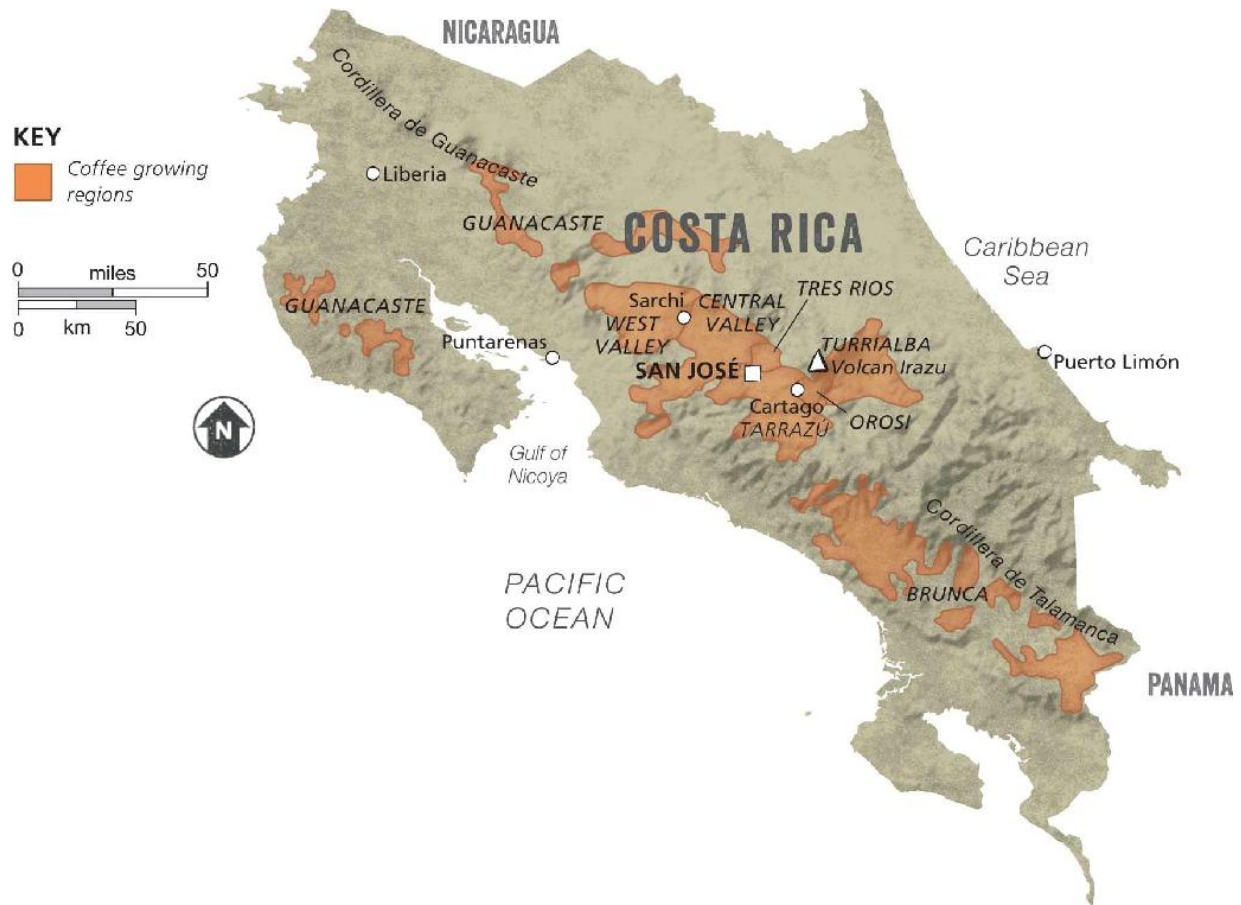 NICARAGUA
Cordillera de Guanacaste
KEY
Coffee growing
regions
Liberia
GUANACASTE
COSTA RICA
Caribbean
Sea
0 miles 50
0 km 50
GUANACASTE
TRES RIOS
Sarchi
CENTRAL
VALLEY
WEST
VALLEY
Puntarenas
TURRIALBA
Volcan Irazu
Puerto Limón
SAN JOSÉ
Cartago
OROSI
TARRAZÚ
N
Gulf of
Nicoya
Cordillera de Talamanca
PACIFIC
OCEAN
BRUNCA
PANAMA